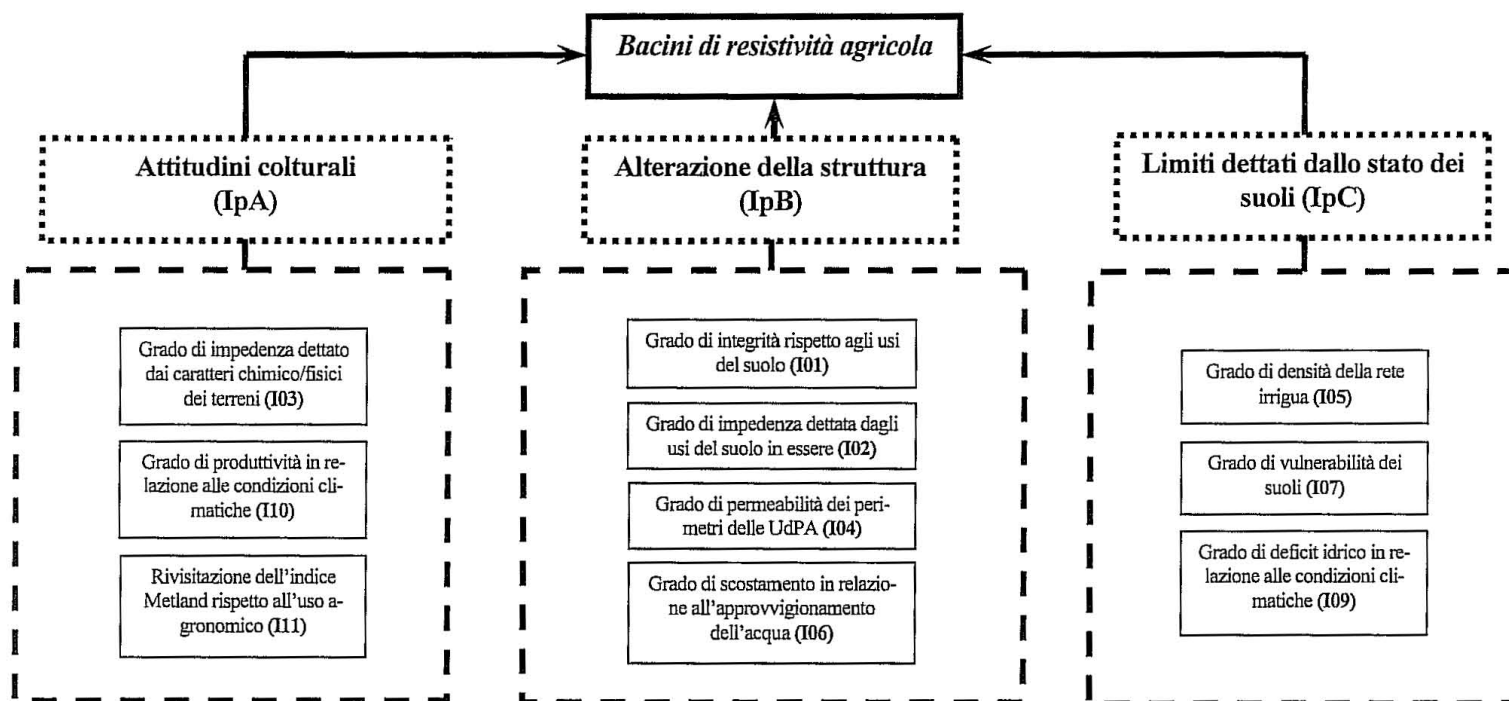 Bacini di resistività agricola
Attitudini colturali
(IpA)
Alterazione della struttura
(IpB)
Limiti dettati dallo stato dei
suoli (IpC)
Grado di impedenza dettato
dai caratteri chimico/fisici
dei terreni (I03)
Grado di produttività in re-
lazione alle condizioni cli-
matiche (I10)
Rivisitazione dell'indice
Metland rispetto all'uso a-
gronomico (I11)
Grado di integrità rispetto agli usi
del suolo (I01)
Grado di impedenza dettata dagli
usi del suolo in essere (I02)
Grado di permeabilità dei peri-
metri delle UdPA (I04)
Grado di scostamento in relazio-
ne all'approvvigionamento
dell'acqua (I06)
Grado di densità della rete
irrigua (I05)
Grado di vulnerabilità dei
suoli (I07)
Grado di deficit idrico in re-
lazione alle condizioni cli-
matiche (I09)